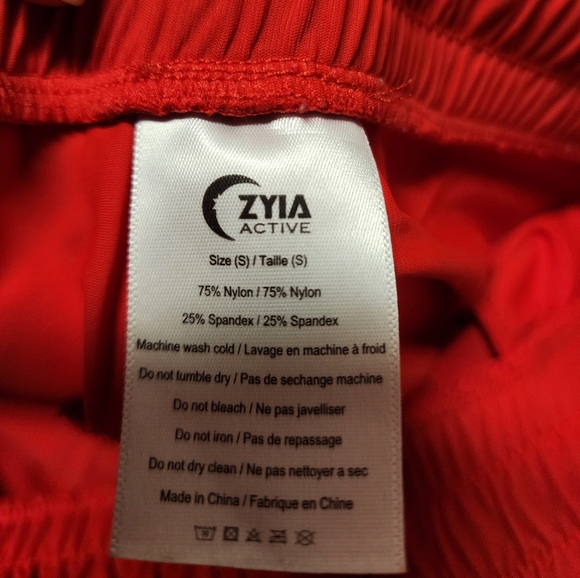 ZYIA
ACTIVE
Size (S) / Taille (S)
75% Nylon / 75% Nylon
25% Spandex / 25% Spandex
Machine wash cold / Lavage en machine à froid
Do not tumble dry / Pas de sechange machine
Do not bleach / Ne pas javelliser
Do not iron / Pas de repassage
Do not dry clean / Ne pas nettoyer a sec
Made in China / Fabrique en Chine